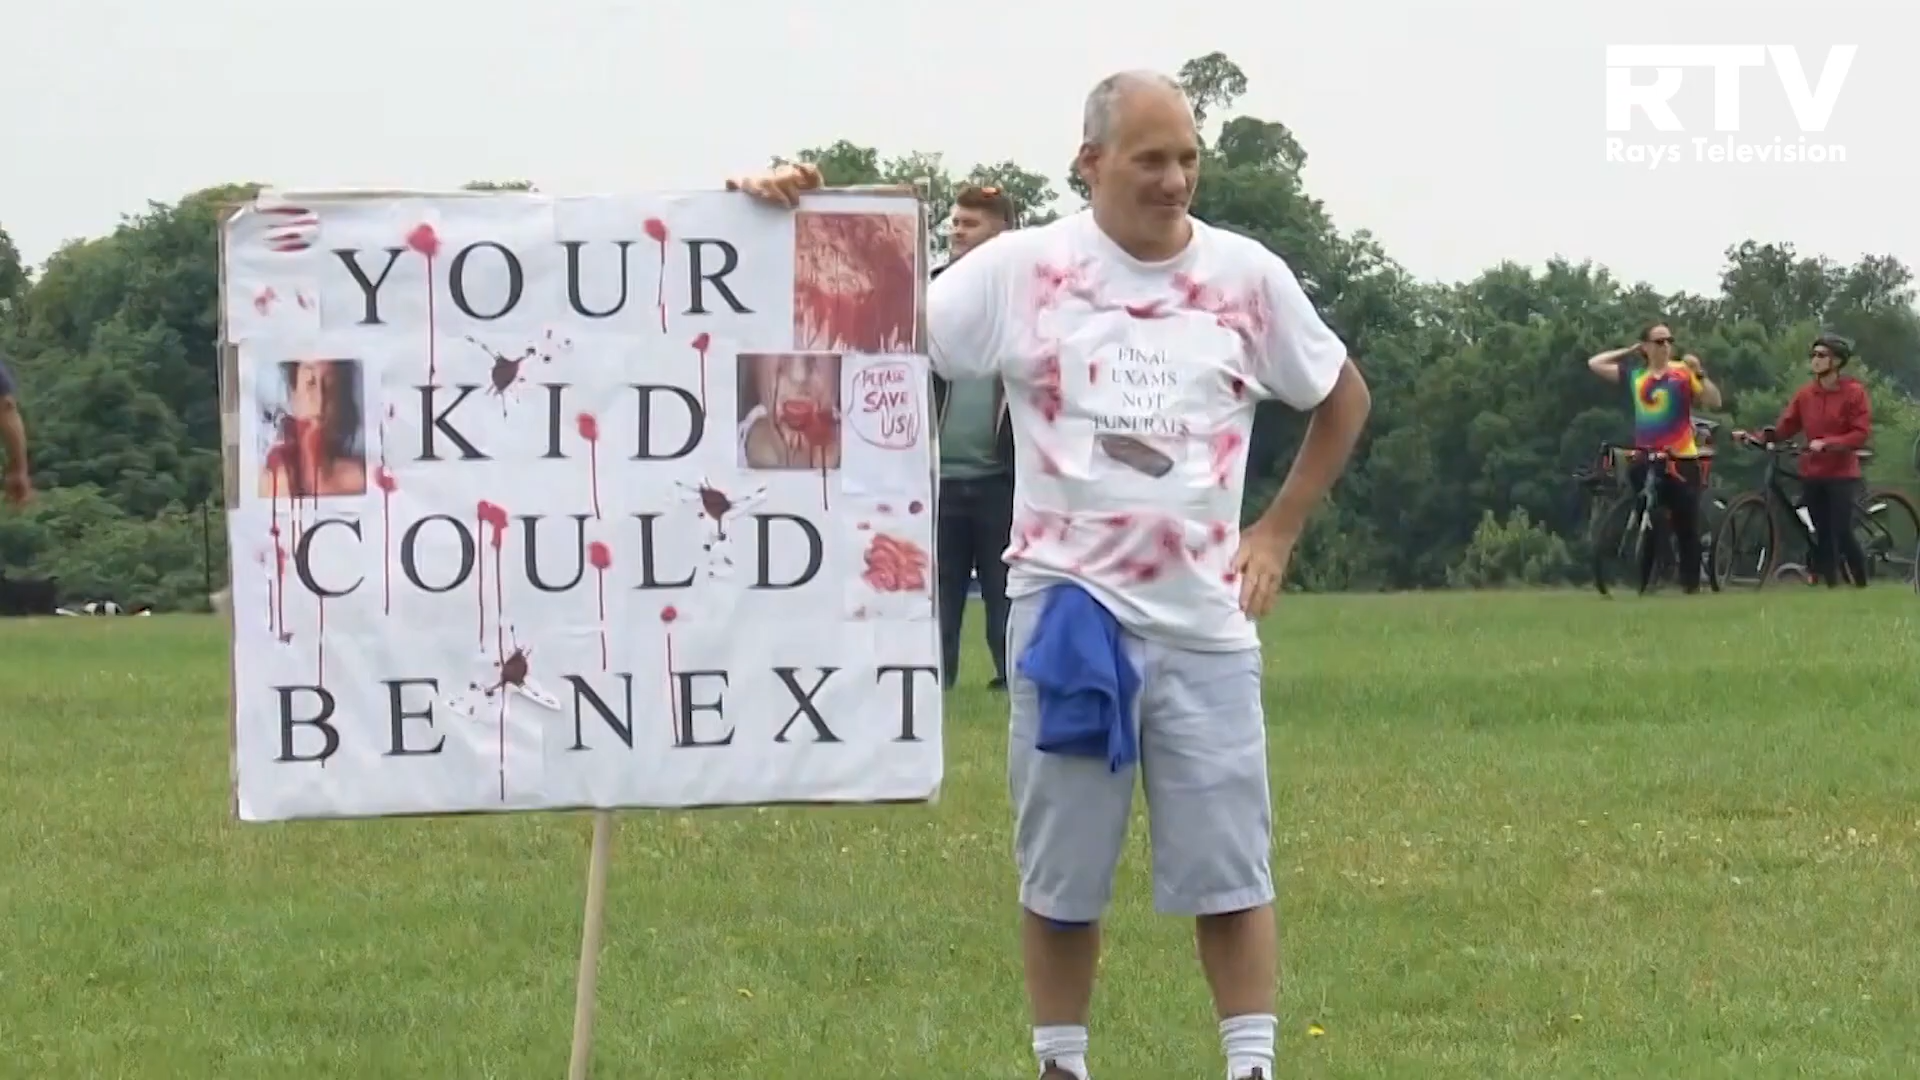 RTV
Rays Television
YOUR
KID
PLEASE
SAVE
US!!
COULD
BE NEXT
FINAL
EXAMS
NOT
FUNERALS